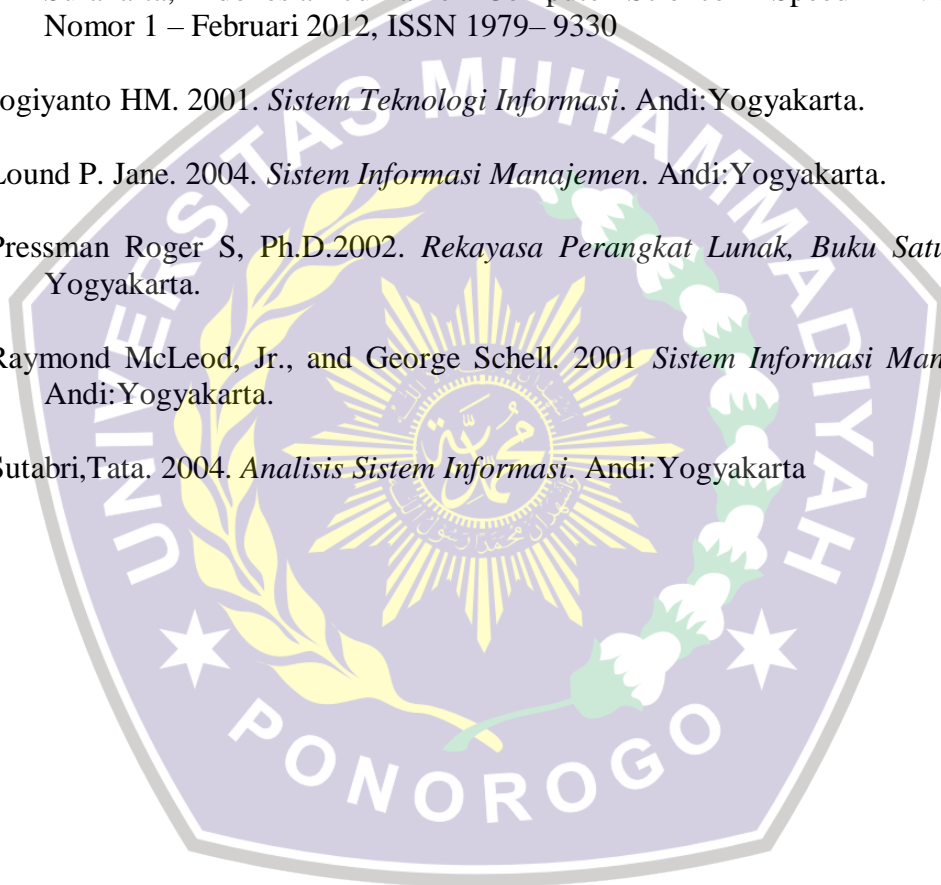 Nomor 1 – Februari 2012, ISSN 1979– 9330
ogiyanto HM. 2001. Sistem Teknologi Informasi. Andi:Yogyakarta.
Lound P. Jane. 2004. Sistem Informasi Manajemen. Andi:Yogyakarta.
Pressman Roger S, Ph.D.2002. Rekayasa Perangkat Lunak, Buku Satu
Yogyakarta.
Raymond McLeod, Jr., and George Schell. 2001 Sistem Informasi Man
Andi:Yogyakarta.
Sutabri,Tata. 2004. Analisis Sistem Informasi. Andi:Yogyakarta
UNIVERSITAS MUHAMMADIYAH
محمدية
PONOROGO